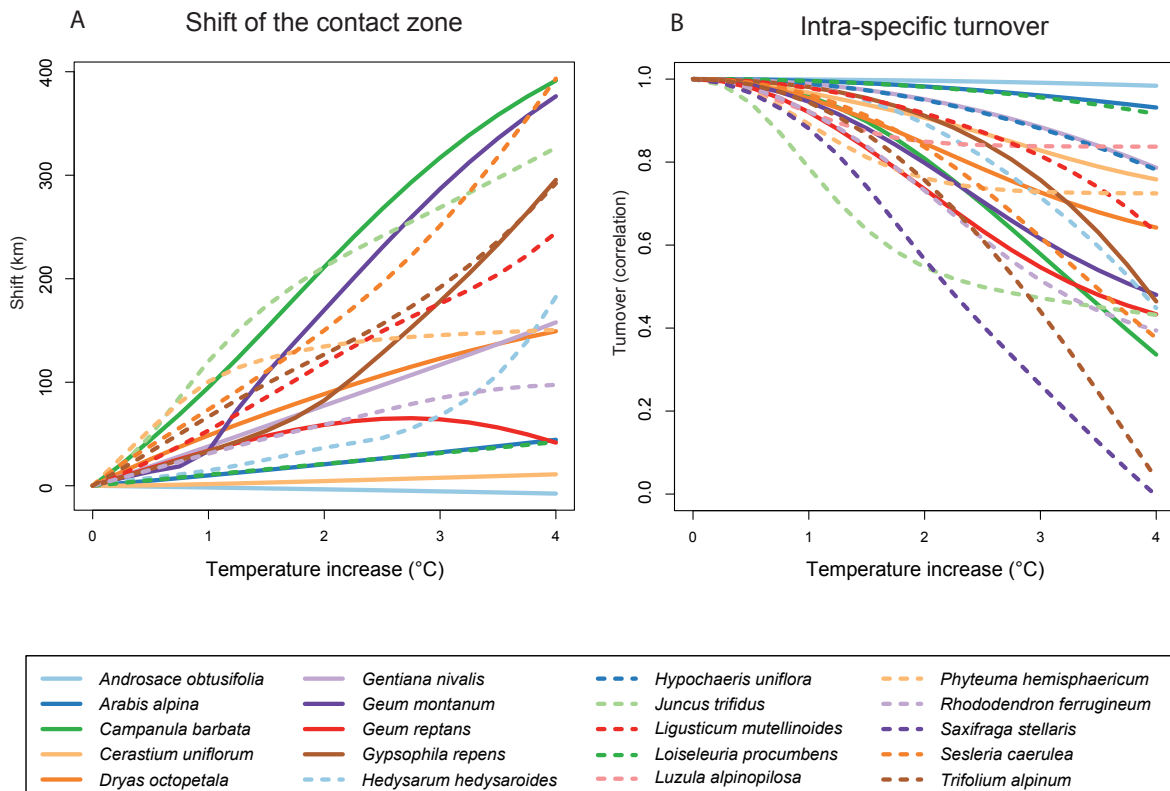 A Shift of the contact zone
B Intra-specific turnover
Shift (km)
0
100
200
300
400
0 1 2 3 4
Temperature increase (°C)
Turnover (correlation)
0.0
0.2
0.4
0.6
0.8
1.0
0 1 2 3 4
Temperature increase (°C)
Androsace obtusifolia
Arabis alpina
Campanula barbata
Cerastium uniflorum
Dryas octopetala
Gentiana nivalis
Geum montanum
Geum reptans
Gypsophila repens
Hedysarum hedysaroides
Hypochaeris uniflora
Juncus trifidus
Ligusticum mutellinoides
Loiseleuria procumbens
Luzula alpinopilosa
Phyteuma hemisphaericum
Rhododendron ferrugineum
Saxifraga stellaris
Sesleria caerulea
Trifolium alpinum